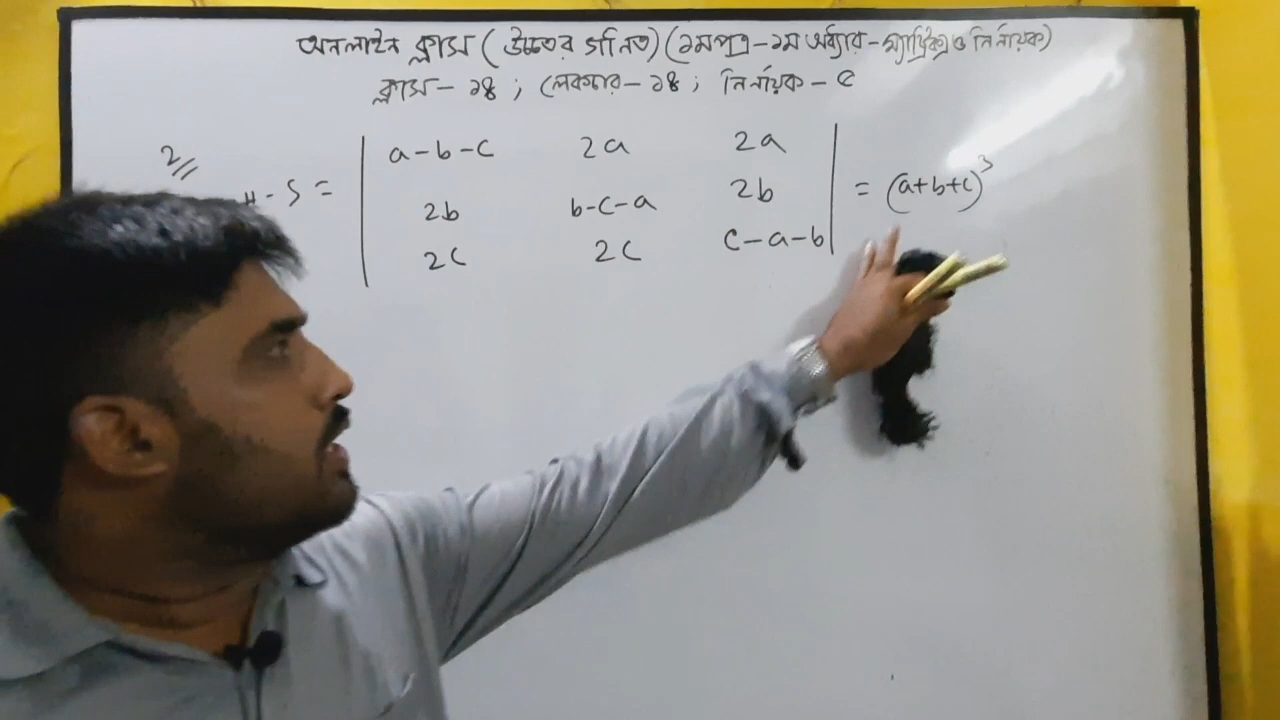 অনলাইন ক্লাস (উচ্চতর গনিত) (১মপত্র-১ম অধ্যায়-ম্যাট্রিক্স ও নির্নায়ক)
ক্লাস- ১৪ ; লেকচার- ১৪ ; নির্নায়ক - ৫
2//
H - S = | a-b-c 2a 2a |
| 2b b-c-a 2b | = (a+b+c)³
| 2c 2c c-a-b |